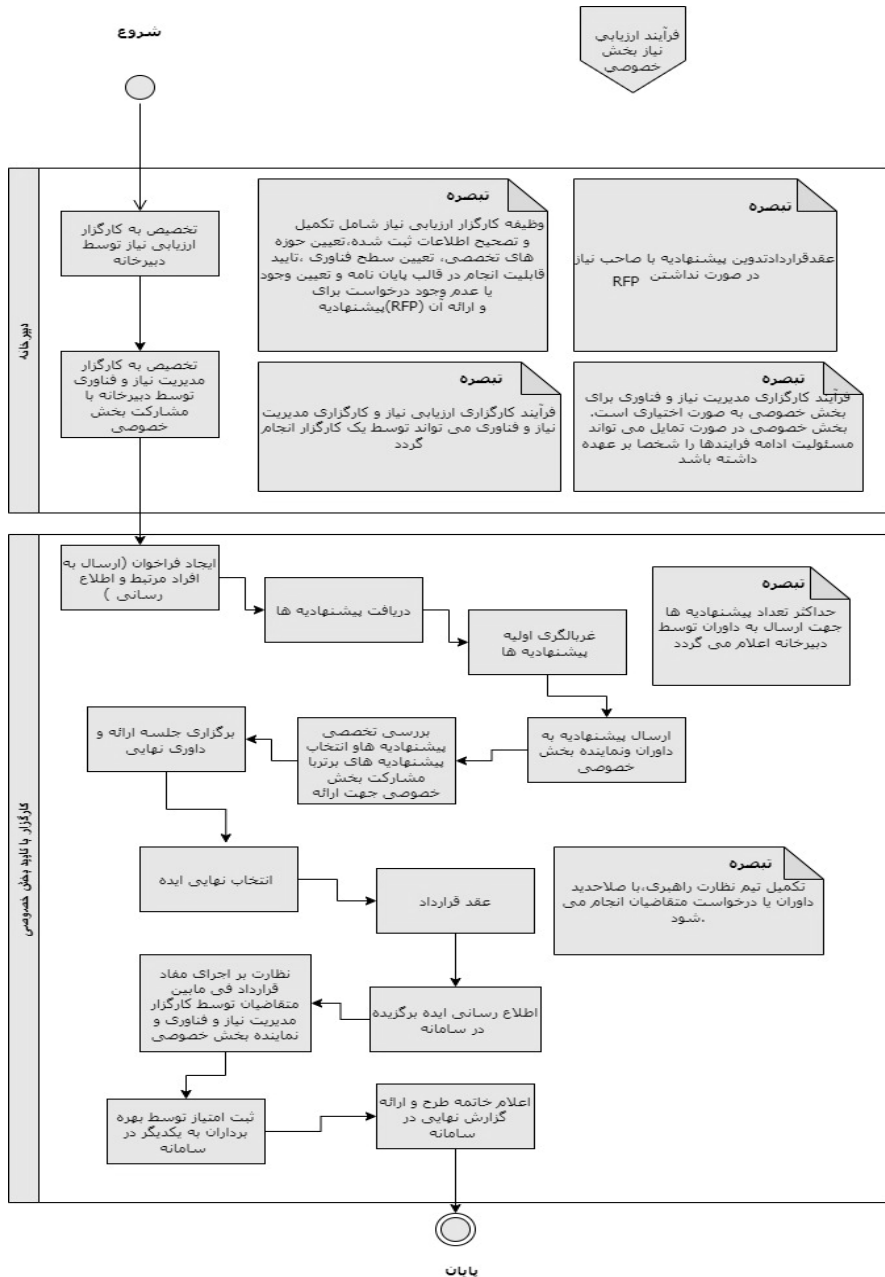 شروع
فرآیند ارزیابی
نیاز بخش
خصوصی
دبیرخانه
تخصیص به کارگزار
ارزیابی نیاز توسط
دبیرخانه
تبصره
وظیفه کارگزار ارزیابی نیاز شامل تکمیل
و تصحیح اطلاعات ثبت شده،تعیین حوزه
های تخصصی، تعیین سطح فناوری ،تایید
قابلیت انجام در قالب پایان نامه و تعیین وجود
یا عدم وجود درخواست برای
و ارائه آن (RFP)پیشنهادیه
تبصره
عقدقراردادتدوین پیشنهادیه با صاحب نیاز
در صورت نداشتن RFP
تخصیص به کارگزار
مدیریت نیاز و فناوری
توسط دبیرخانه با
مشارکت بخش
خصوصی
تبصره
فرآیند کارگزاری ارزیابی نیاز و کارگزاری مدیریت
نیاز و فناوری می تواند توسط یک کارگزار انجام
گردد
تبصره
فرآیند کارگزاری مدیریت نیاز و فناوری برای
بخش خصوصی به صورت اختیاری است.
بخش خصوصی در صورت تمایل می تواند
مسئولیت ادامه فرایندها را شخصا بر عهده
داشته باشد
کارگزار با تایید بخش خصوصی
ایجاد فراخوان (ارسال به
افراد مرتبط و اطلاع
رسانی )
دریافت پیشنهادیه ها
غربالگری اولیه
پیشنهادیه ها
تبصره
حداکثر تعداد پیشنهادیه ها
جهت ارسال به داوران توسط
دبیرخانه اعلام می گردد
ارسال پیشنهادیه به
داوران ونماینده بخش
خصوصی
بررسی تخصصی
پیشنهادیه هاو انتخاب
پیشنهادیه های برتربا
مشارکت بخش
خصوصی جهت ارائه
برگزاری جلسه ارائه و
داوری نهایی
انتخاب نهایی ایده
عقد قرارداد
تبصره
تکمیل تیم نظارت راهبری،با صلاحدید
داوران یا درخواست متقاضیان انجام می
شود.
اطلاع رسانی ایده برگزیده
در سامانه
نظارت بر اجرای مفاد
قرارداد فی مابین
متقاضیان توسط کارگزار
مدیریت نیاز و فناوری و
نماینده بخش خصوصی
ثبت امتیاز توسط بهره
برداران به یکدیگر در
سامانه
اعلام خاتمه طرح و ارائه
گزارش نهایی در
سامانه
پایان